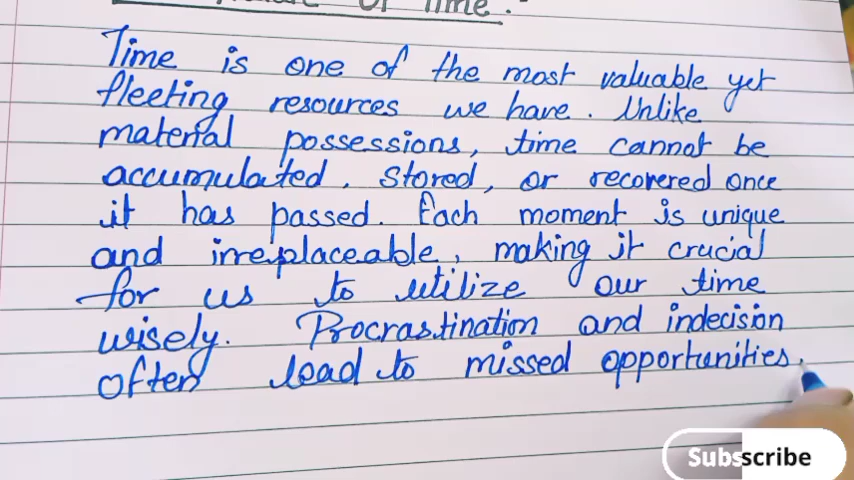 of Time.
Time is one of the most valuable yet
fleeting resources we have. Unlike
material possessions, time cannot be
accumulated, stored, or recovered once
it has passed. Each moment is unique
and irreplaceable, making it crucial
for us to utilize our time
wisely. Procrastination and indecision
often lead to missed opportunities.
Subscribe